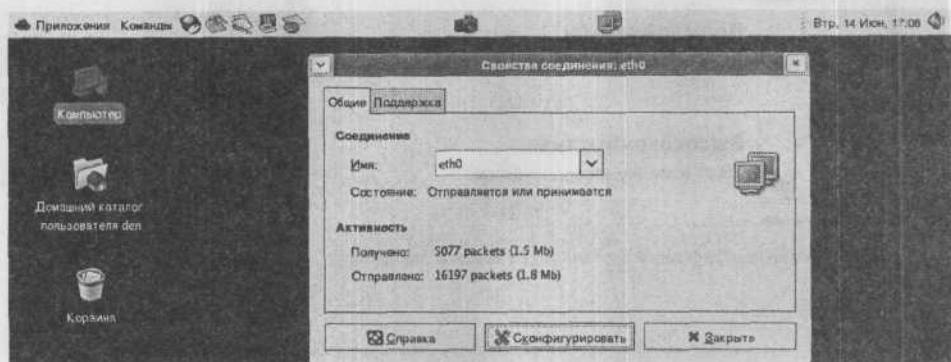 Приложения Команды Втр, 14 Июн, 17:08
Свойства соединения: eth0
Компьютер
Общие Поддержка
Соединение
Имя: eth0
Состояние: Отправляется или принимается
Домашний каталог
пользователя den
Активность
Получено: 5077 packets (1.5 Mb)
Отправлено: 16197 packets (1.8 Mb)
Корзина
Справка Сконфигурировать Закрыть